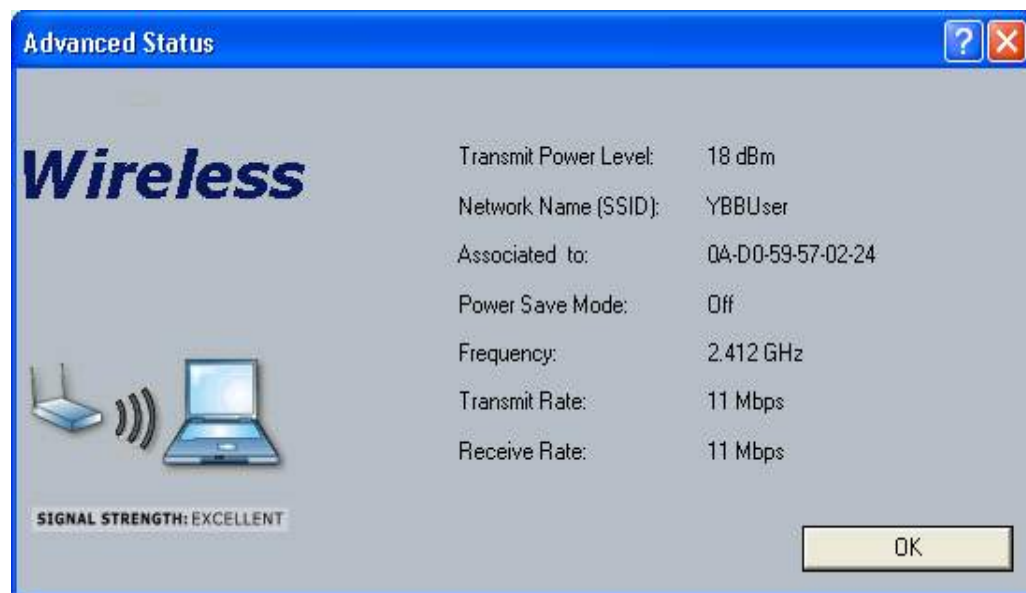 Advanced Status
Wireless
Transmit Power Level: 18 dBm
Network Name (SSID): YBBUser
Associated to: 0A-D0-59-57-02-24
Power Save Mode: Off
Frequency: 2.412 GHz
Transmit Rate: 11 Mbps
Receive Rate: 11 Mbps
SIGNAL STRENGTH: EXCELLENT
OK